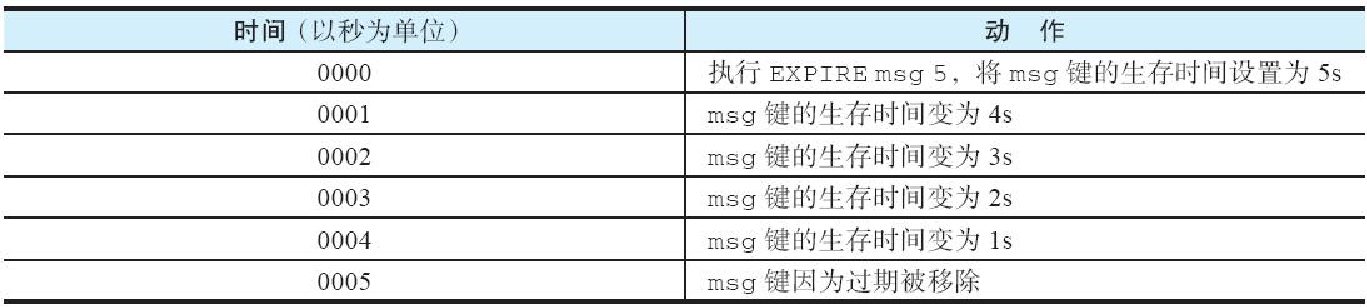 时间（以秒为单位） 动 作
0000 执行 EXPIRE msg 5, 将 msg 键的生存时间设置为 5s
0001 msg 键的生存时间变为 4s
0002 msg 键的生存时间变为 3s
0003 msg 键的生存时间变为 2s
0004 msg 键的生存时间变为 1s
0005 msg 键因为过期被移除